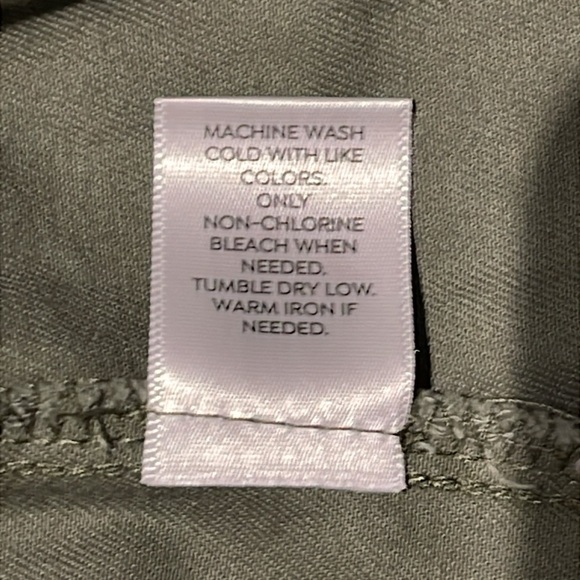 MACHINE WASH
COLD WITH LIKE
COLORS.
ONLY
NON-CHLORINE
BLEACH WHEN
NEEDED.
TUMBLE DRY LOW.
WARM IRON IF
NEEDED.